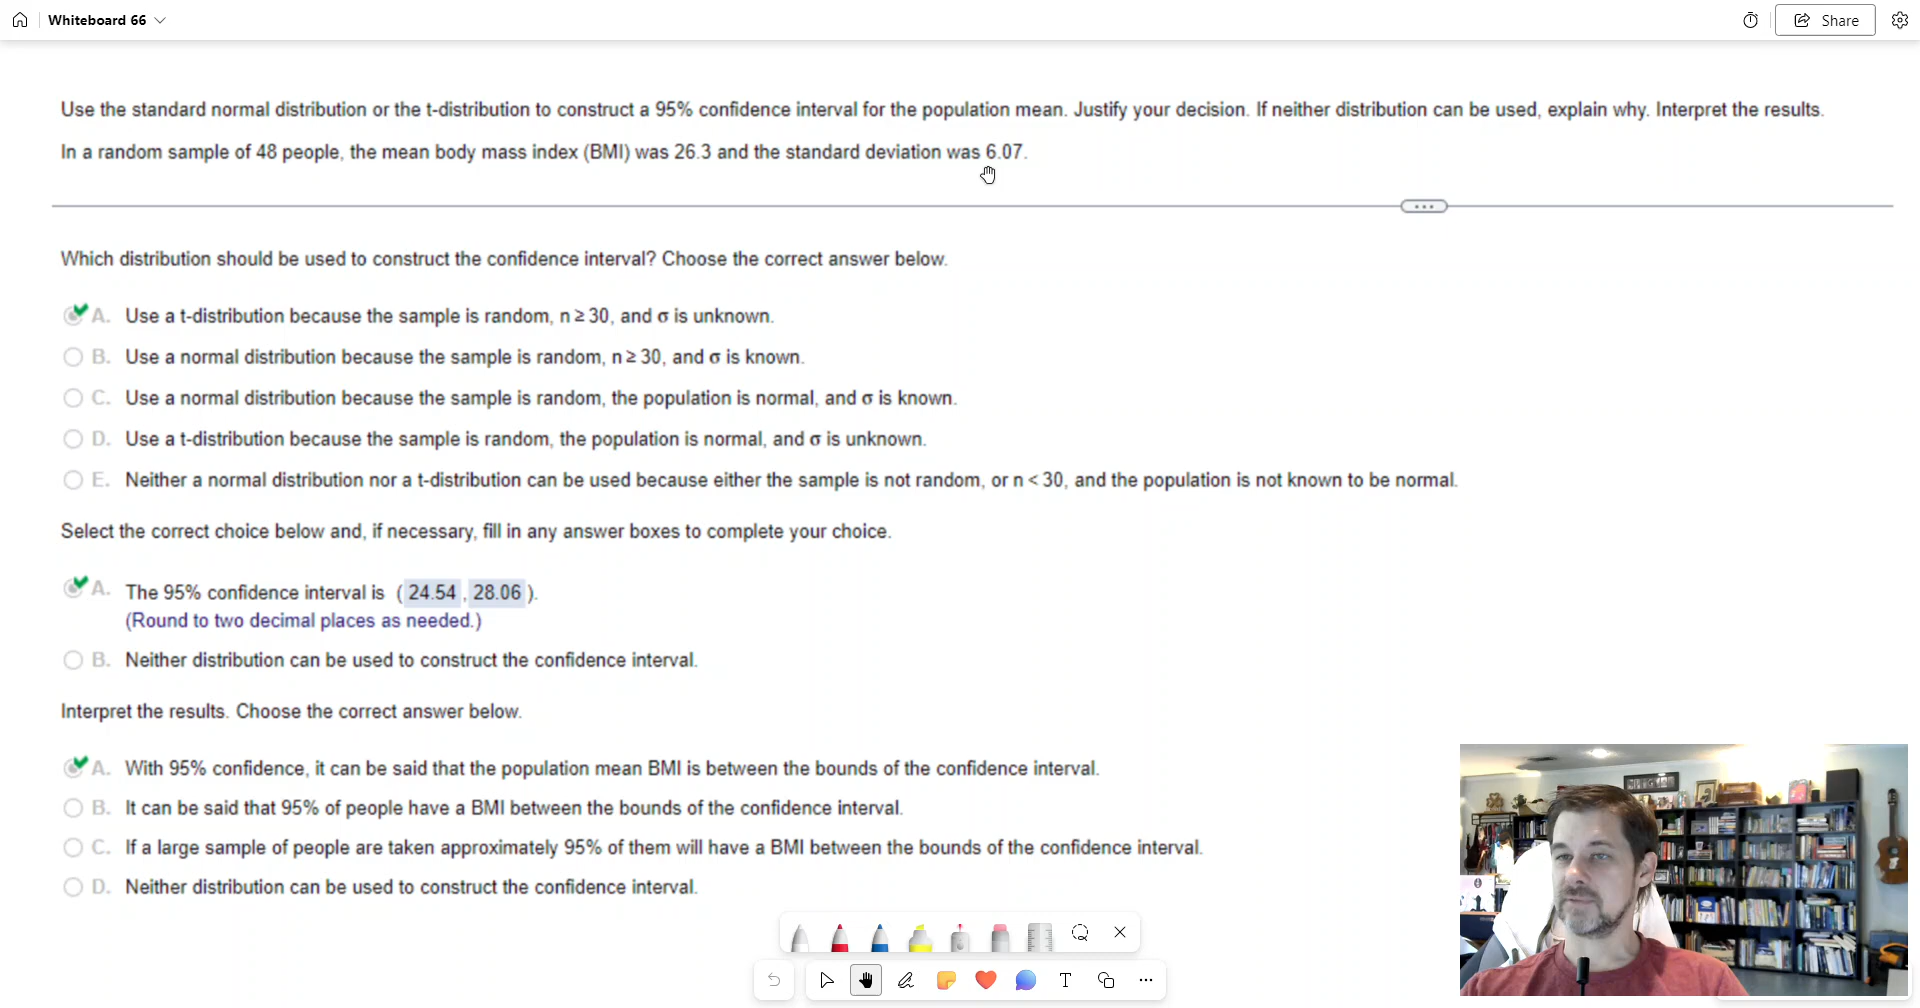 Whiteboard 66
Share
Use the standard normal distribution or the t-distribution to construct a 95% confidence interval for the population mean. Justify your decision. If neither distribution can be used, explain why. Interpret the results.
In a random sample of 48 people, the mean body mass index (BMI) was 26.3 and the standard deviation was 6.07.
Which distribution should be used to construct the confidence interval? Choose the correct answer below.
A. Use a t-distribution because the sample is random, n ≥ 30, and σ is unknown.
B. Use a normal distribution because the sample is random, n ≥ 30, and σ is known.
C. Use a normal distribution because the sample is random, the population is normal, and σ is known.
D. Use a t-distribution because the sample is random, the population is normal, and σ is unknown.
E. Neither a normal distribution nor a t-distribution can be used because either the sample is not random, or n < 30, and the population is not known to be normal.
Select the correct choice below and, if necessary, fill in any answer boxes to complete your choice.
A. The 95% confidence interval is ( 24.54 , 28.06 ).
(Round to two decimal places as needed.)
B. Neither distribution can be used to construct the confidence interval.
Interpret the results. Choose the correct answer below.
A. With 95% confidence, it can be said that the population mean BMI is between the bounds of the confidence interval.
B. It can be said that 95% of people have a BMI between the bounds of the confidence interval.
C. If a large sample of people are taken approximately 95% of them will have a BMI between the bounds of the confidence interval.
D. Neither distribution can be used to construct the confidence interval.
T